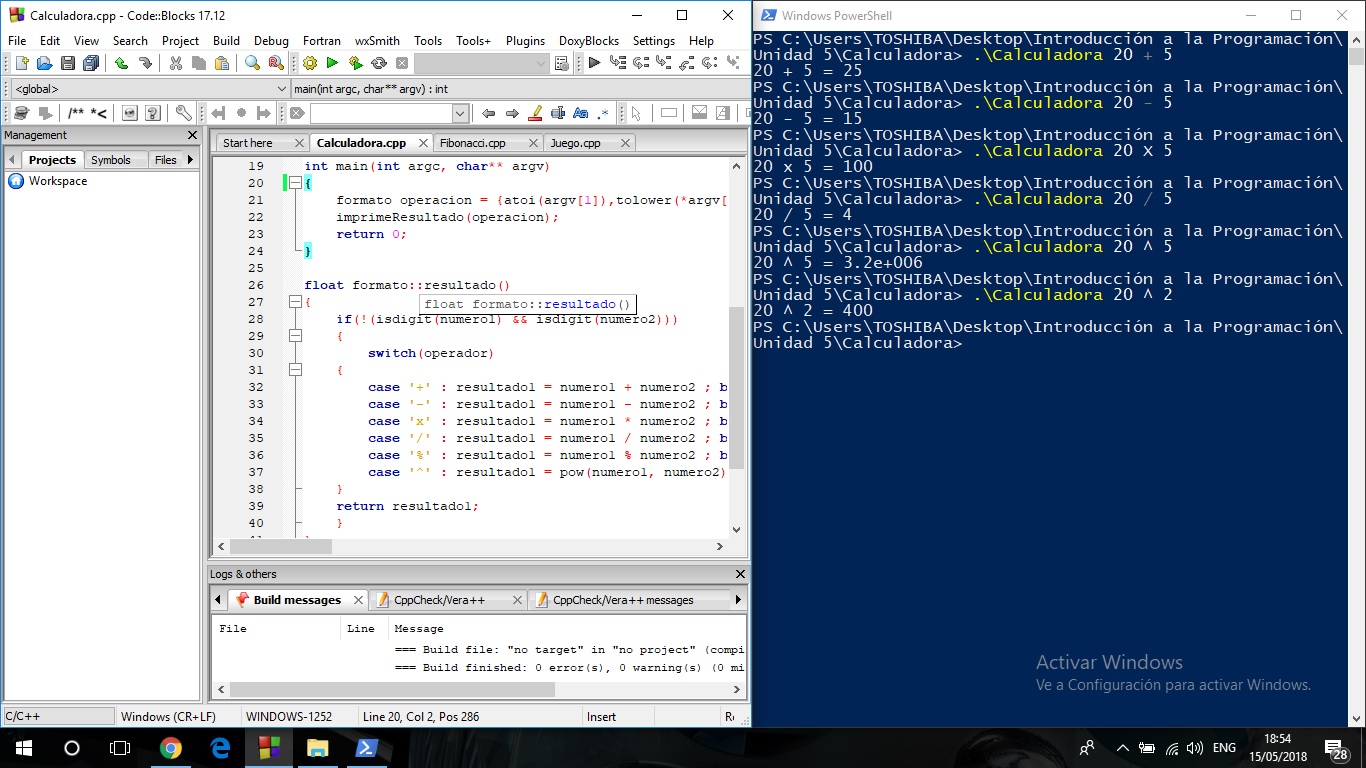 Calculadora.cpp - Code::Blocks 17.12
File Edit View Search Project Build Debug Fortran wxSmith Tools Tools+ Plugins DoxyBlocks Settings Help
<global>
main(int argc, char** argv) : int
/** *<
Aa .*
Management
Projects Symbols Files
Workspace
Start here Calculadora.cpp Fibonacci.cpp Juego.cpp
19 int main(int argc, char** argv)
20 {
21 formato operacion = {atoi(argv[1]),tolower(*argv[
22 imprimeResultado(operacion);
23 return 0;
24 }
25
26 float formato::resultado()
27 {
float formato::resultado()
28 if(!(isdigit(numero1) && isdigit(numero2)))
29 {
30 switch(operador)
31 {
32 case '+' : resultado1 = numero1 + numero2 ; b
33 case '-' : resultado1 = numero1 - numero2 ; b
34 case 'x' : resultado1 = numero1 * numero2 ; b
35 case '/' : resultado1 = numero1 / numero2 ; b
36 case '%' : resultado1 = numero1 % numero2 ; b
37 case '^' : resultado1 = pow(numero1, numero2)
38 }
39 return resultado1;
40 }
Logs & others
Build messages CppCheck/Vera++ CppCheck/Vera++ messages
File Line Message
=== Build file: "no target" in "no project" (compi
=== Build finished: 0 error(s), 0 warning(s) (0 mi
C/C++ Windows (CR+LF) WINDOWS-1252 Line 20, Col 2, Pos 286 Insert
Windows PowerShell
PS C:\Users\TOSHIBA\Desktop\Introducción a la Programación\
Unidad 5\Calculadora> .\Calculadora 20 + 5
20 + 5 = 25
PS C:\Users\TOSHIBA\Desktop\Introducción a la Programación\
Unidad 5\Calculadora> .\Calculadora 20 - 5
20 - 5 = 15
PS C:\Users\TOSHIBA\Desktop\Introducción a la Programación\
Unidad 5\Calculadora> .\Calculadora 20 X 5
20 x 5 = 100
PS C:\Users\TOSHIBA\Desktop\Introducción a la Programación\
Unidad 5\Calculadora> .\Calculadora 20 / 5
20 / 5 = 4
PS C:\Users\TOSHIBA\Desktop\Introducción a la Programación\
Unidad 5\Calculadora> .\Calculadora 20 ^ 5
20 ^ 5 = 3.2e+006
PS C:\Users\TOSHIBA\Desktop\Introducción a la Programación\
Unidad 5\Calculadora> .\Calculadora 20 ^ 2
20 ^ 2 = 400
PS C:\Users\TOSHIBA\Desktop\Introducción a la Programación\
Unidad 5\Calculadora>
Activar Windows
Ve a Configuración para activar Windows.
ENG
18:54
15/05/2018
28